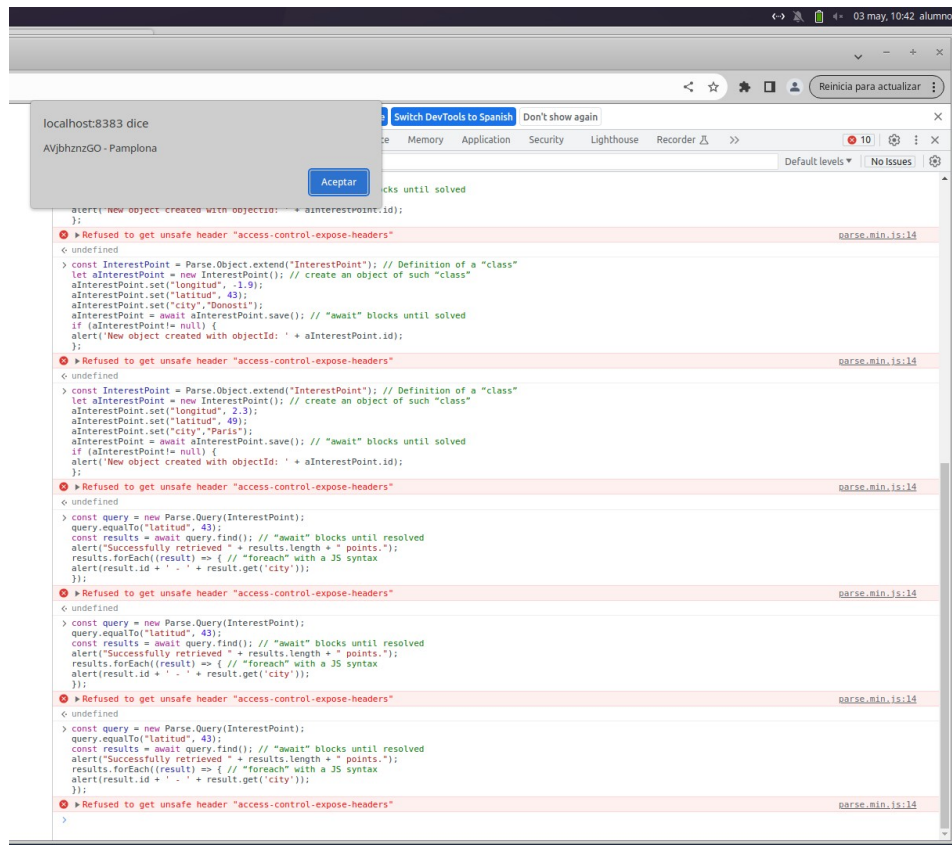 03 may, 10:42 alumno
Reinicia para actualizar
localhost:8383 dice
AVjbhznzGO - Pamplona
Aceptar
Switch DevTools to Spanish Don't show again
Memory Application Security Lighthouse Recorder 10
Default levels No Issues
ocks until solved
alert('New object created with objectId: ' + aInterestPoint.id);
};
Refused to get unsafe header "access-control-expose-headers" parse.min.js:14
undefined
> const InterestPoint = Parse.Object.extend("InterestPoint"); // Definition of a “class”
let aInterestPoint = new InterestPoint(); // create an object of such “class”
aInterestPoint.set("longitud", -1.9);
aInterestPoint.set("latitud", 43);
aInterestPoint.set("city","Donosti");
aInterestPoint = await aInterestPoint.save(); // “await” blocks until solved
if (aInterestPoint!= null) {
alert('New object created with objectId: ' + aInterestPoint.id);
};
Refused to get unsafe header "access-control-expose-headers" parse.min.js:14
undefined
> const InterestPoint = Parse.Object.extend("InterestPoint"); // Definition of a “class”
let aInterestPoint = new InterestPoint(); // create an object of such “class”
aInterestPoint.set("longitud", 2.3);
aInterestPoint.set("latitud", 49);
aInterestPoint.set("city","Paris");
aInterestPoint = await aInterestPoint.save(); // “await” blocks until solved
if (aInterestPoint!= null) {
alert('New object created with objectId: ' + aInterestPoint.id);
};
Refused to get unsafe header "access-control-expose-headers" parse.min.js:14
undefined
> const query = new Parse.Query(InterestPoint);
query.equalTo("latitud", 43);
const results = await query.find(); // “await” blocks until resolved
alert("Successfully retrieved " + results.length + " points.");
results.forEach((result) => { // “foreach” with a JS syntax
alert(result.id + ' - ' + result.get('city'));
});
Refused to get unsafe header "access-control-expose-headers" parse.min.js:14
undefined
> const query = new Parse.Query(InterestPoint);
query.equalTo("latitud", 43);
const results = await query.find(); // “await” blocks until resolved
alert("Successfully retrieved " + results.length + " points.");
results.forEach((result) => { // “foreach” with a JS syntax
alert(result.id + ' - ' + result.get('city'));
});
Refused to get unsafe header "access-control-expose-headers" parse.min.js:14
undefined
> const query = new Parse.Query(InterestPoint);
query.equalTo("latitud", 43);
const results = await query.find(); // “await” blocks until resolved
alert("Successfully retrieved " + results.length + " points.");
results.forEach((result) => { // “foreach” with a JS syntax
alert(result.id + ' - ' + result.get('city'));
});
Refused to get unsafe header "access-control-expose-headers" parse.min.js:14
>